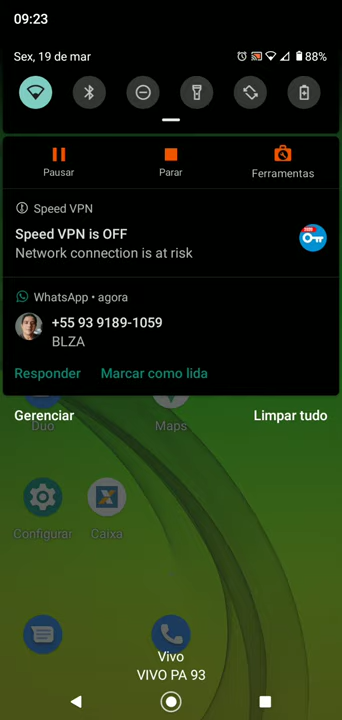 09:23
Sex, 19 de mar
88%
Pausar
Parar
Ferramentas
Speed VPN
Speed VPN is OFF
Network connection is at risk
WhatsApp • agora
+55 93 9189-1059
BLZA
Responder
Marcar como lida
Gerenciar
Limpar tudo
Duo
Maps
Configurar
Caixa
Vivo
VIVO PA 93